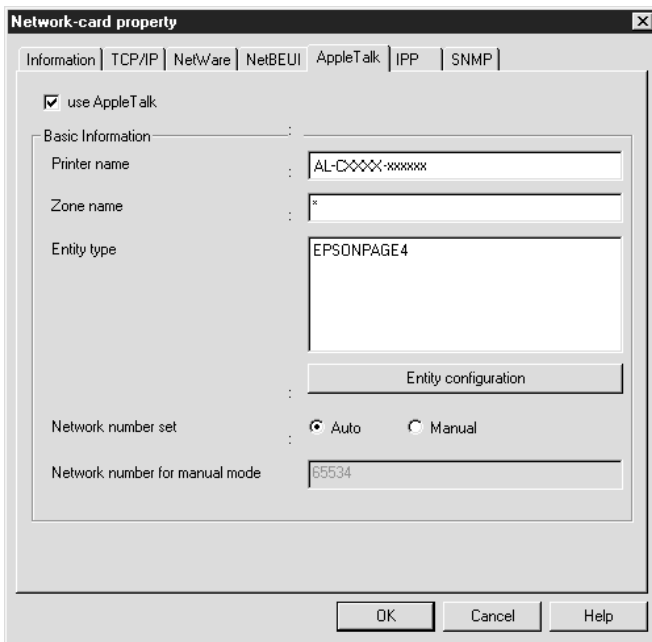 Network-card property
Information TCP/IP NetWare NetBEUI AppleTalk IPP SNMP
use AppleTalk
Basic Information :
Printer name : AL-CXXXX-xxxxxx
Zone name : *
Entity type EPSONPAGE4
Entity configuration
:
Network number set : Auto Manual
Network number for manual mode 65534
OK Cancel Help